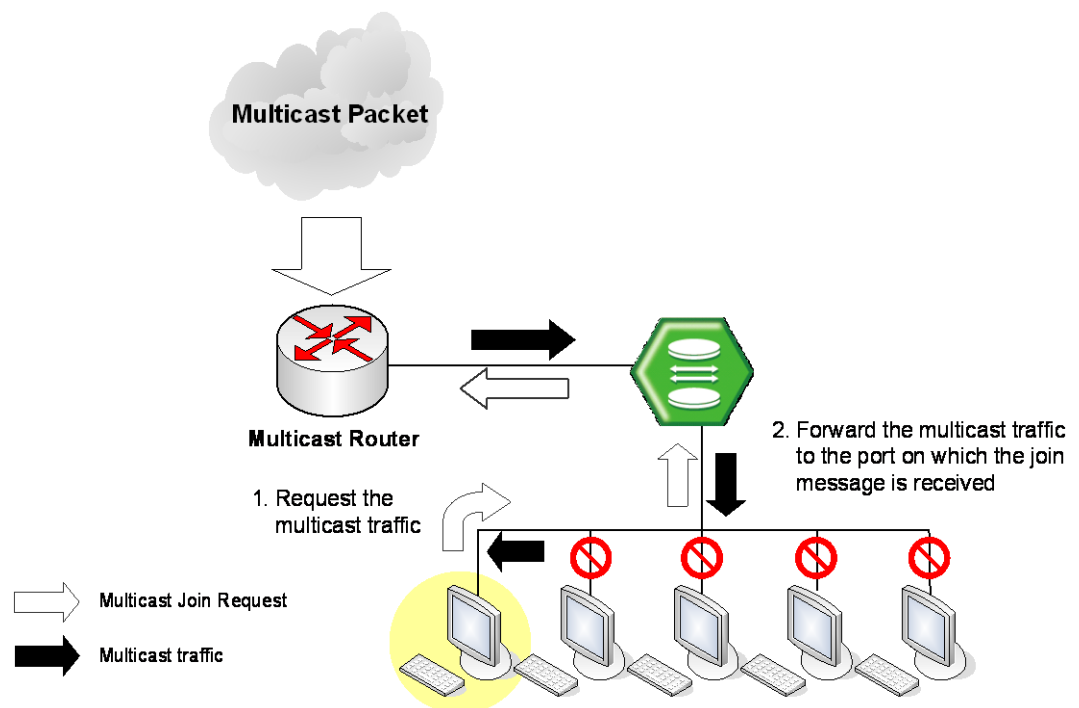 Multicast Packet
Multicast Router
2. Forward the multicast traffic
to the port on which the join
message is received
1. Request the
multicast traffic
Multicast Join Request
Multicast traffic